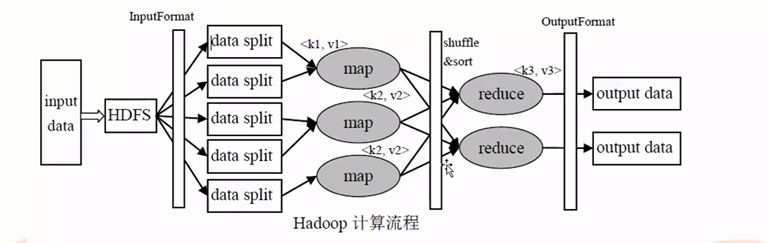 InputFormat
OutputFormat
data split
<k1, v1>
shuffle
&sort
map
<k3, v3>
input
data
HDFS
data split
<k2, v2>
reduce
output data
data split
map
data split
<k2, v2>
reduce
output data
data split
map
Hadoop 计算流程